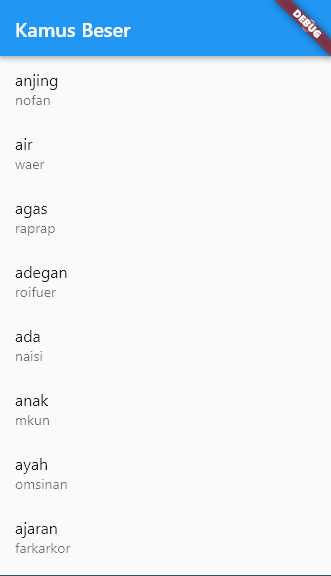 Kamus Beser
DEBUG
anjing
nofan
air
waer
agas
raprap
adegan
roifuer
ada
naisi
anak
mkun
ayah
omsinan
ajaran
farkarkor